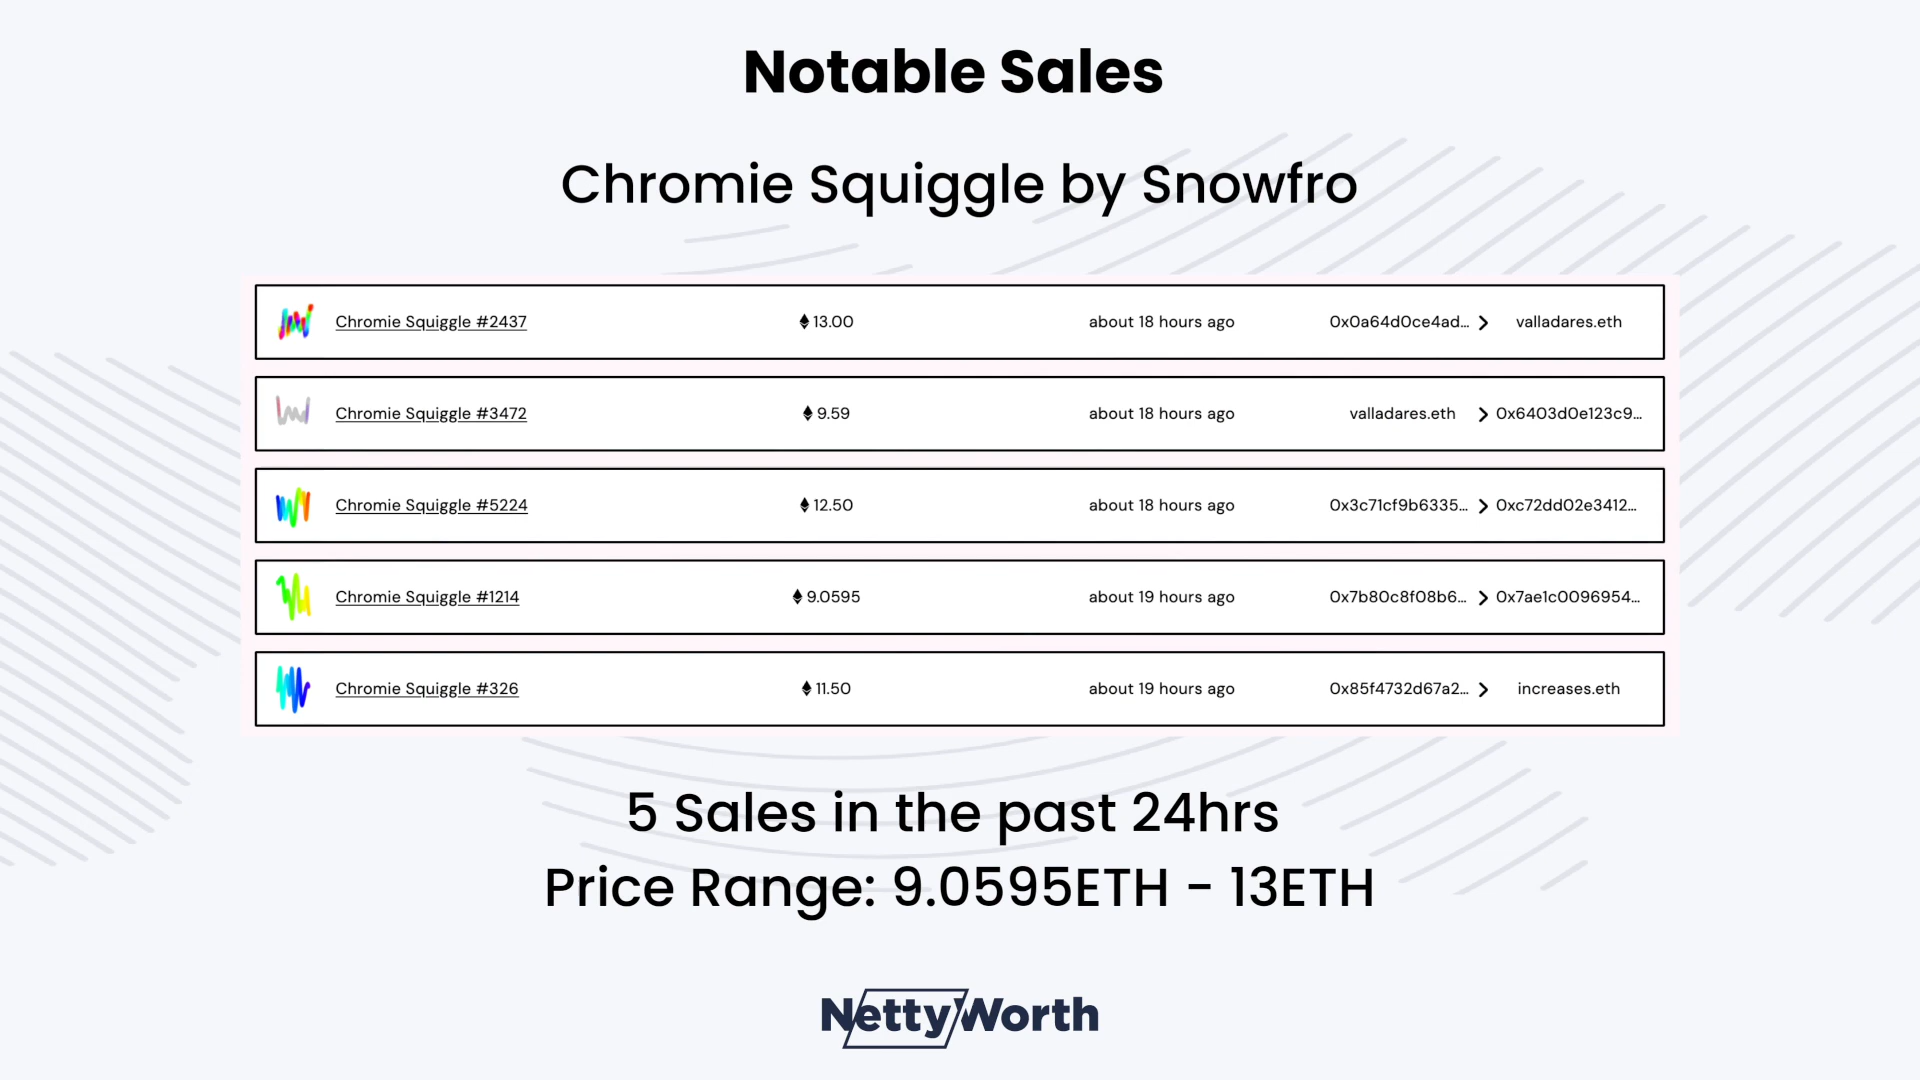 Notable Sales
Chromie Squiggle by Snowfro
Chromie Squiggle #2437 13.00 about 18 hours ago 0x0a64d0ce4ad... > valladares.eth
Chromie Squiggle #3472 9.59 about 18 hours ago valladares.eth > 0x6403d0e123c9...
Chromie Squiggle #5224 12.50 about 18 hours ago 0x3c71cf9b6335... > 0xc72dd02e3412...
Chromie Squiggle #1214 9.0595 about 19 hours ago 0x7b80c8f08b6... > 0x7ae1c0096954...
Chromie Squiggle #326 11.50 about 19 hours ago 0x85f4732d67a2... > increases.eth
5 Sales in the past 24hrs
Price Range: 9.0595ETH - 13ETH
NettyWorth